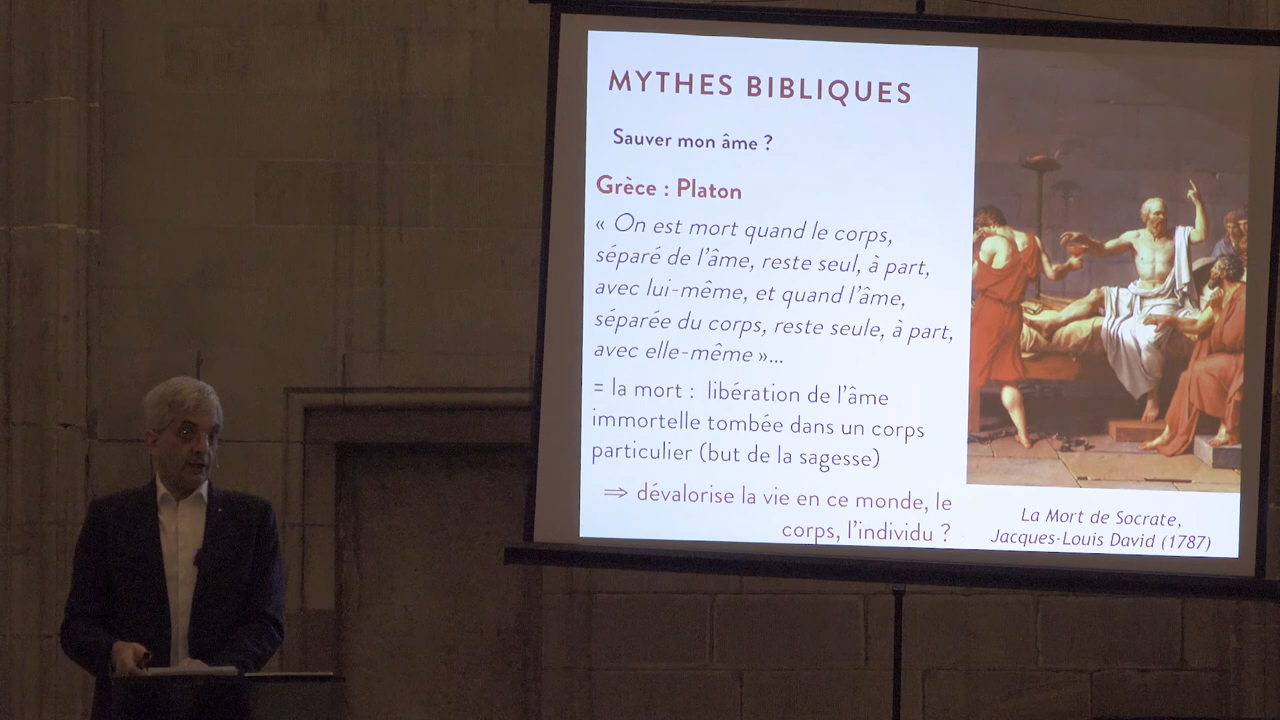 MYTHES BIBLIQUES
Sauver mon âme ?
Grèce : Platon
« On est mort quand le corps,
séparé de l'âme, reste seul, à part,
avec lui-même, et quand l'âme,
séparée du corps, reste seule, à part,
avec elle-même »...
= la mort : libération de l'âme
immortelle tombée dans un corps
particulier (but de la sagesse)
⇒ dévalorise la vie en ce monde, le
corps, l'individu ?
La Mort de Socrate,
Jacques-Louis David (1787)